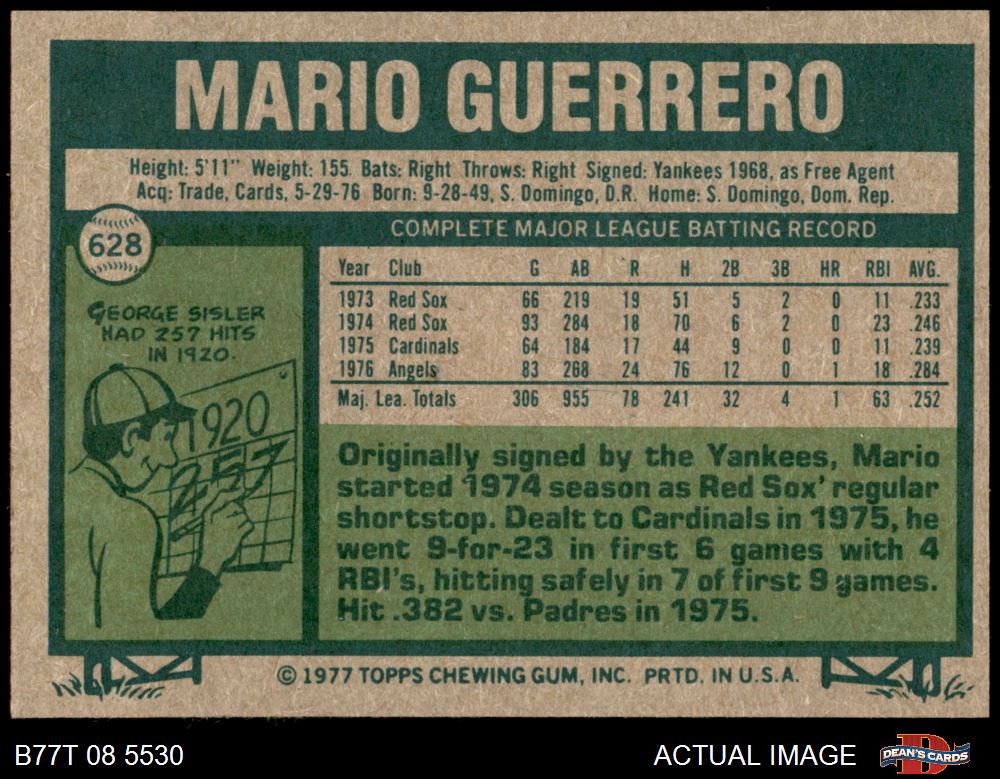 MARIO GUERRERO
Height: 5'11" Weight: 155. Bats: Right Throws: Right Signed: Yankees 1968, as Free Agent
Acq: Trade, Cards, 5-29-76 Born: 9-28-49, S. Domingo, D.R. Home: S. Domingo, Dom. Rep.
628
GEORGE SISLER
HAD 257 HITS
IN 1920.
1920
257
COMPLETE MAJOR LEAGUE BATTING RECORD
Year Club G AB R H 2B 3B HR RBI AVG.
1973 Red Sox 66 219 19 51 5 2 0 11 .233
1974 Red Sox 93 284 18 70 6 2 0 23 .246
1975 Cardinals 64 184 17 44 9 0 0 11 .239
1976 Angels 83 268 24 76 12 0 1 18 .284
Maj. Lea. Totals 306 955 78 241 32 4 1 63 .252
Originally signed by the Yankees, Mario
started 1974 season as Red Sox' regular
shortstop. Dealt to Cardinals in 1975, he
went 9-for-23 in first 6 games with 4
RBI's, hitting safely in 7 of first 9 games.
Hit .382 vs. Padres in 1975.
© 1977 TOPPS CHEWING GUM, INC. PRTD. IN U.S.A.
B77T 08 5530 ACTUAL IMAGE DEAN'S CARDS